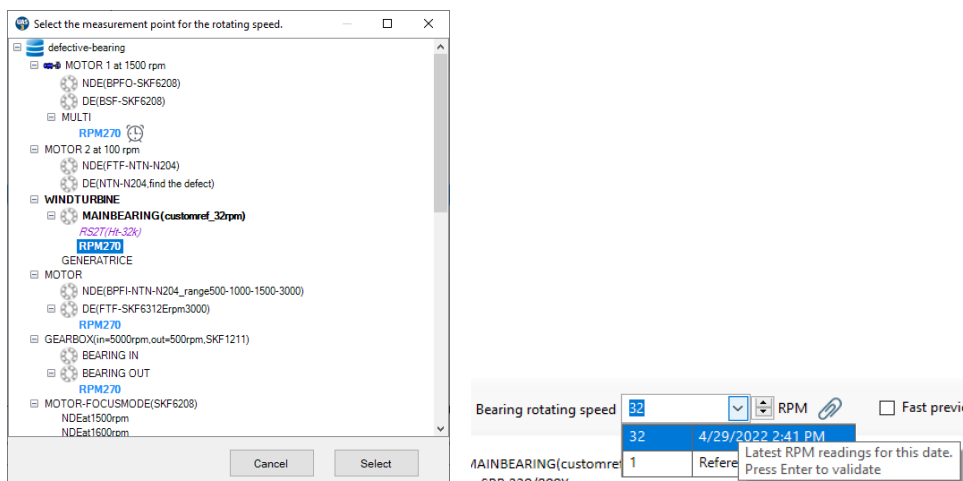 Select the measurement point for the rotating speed.
defective-bearing
MOTOR 1 at 1500 rpm
NDE(BPFO-SKF6208)
DE(BSF-SKF6208)
MULTI
RPM270
MOTOR 2 at 100 rpm
NDE(FTF-NTN-N204)
DE(NTN-N204,find the defect)
WINDTURBINE
MAINBEARING(customref_32rpm)
RS2T(Ht-32k)
RPM270
GENERATRICE
MOTOR
NDE(BPFI-NTN-N204_range500-1000-1500-3000)
DE(FTF-SKF6312Erpm3000)
RPM270
GEARBOX(in=5000rpm,out=500rpm,SKF1211)
BEARING IN
BEARING OUT
RPM270
MOTOR-FOCUSMODE(SKF6208)
NDEat1500rpm
NDEat1600rpm
Cancel Select
Bearing rotating speed 32 RPM Fast previ
32 4/29/2022 2:41 PM
MAINBEARING(customref 1 Refere
Latest RPM readings for this date.
Press Enter to validate